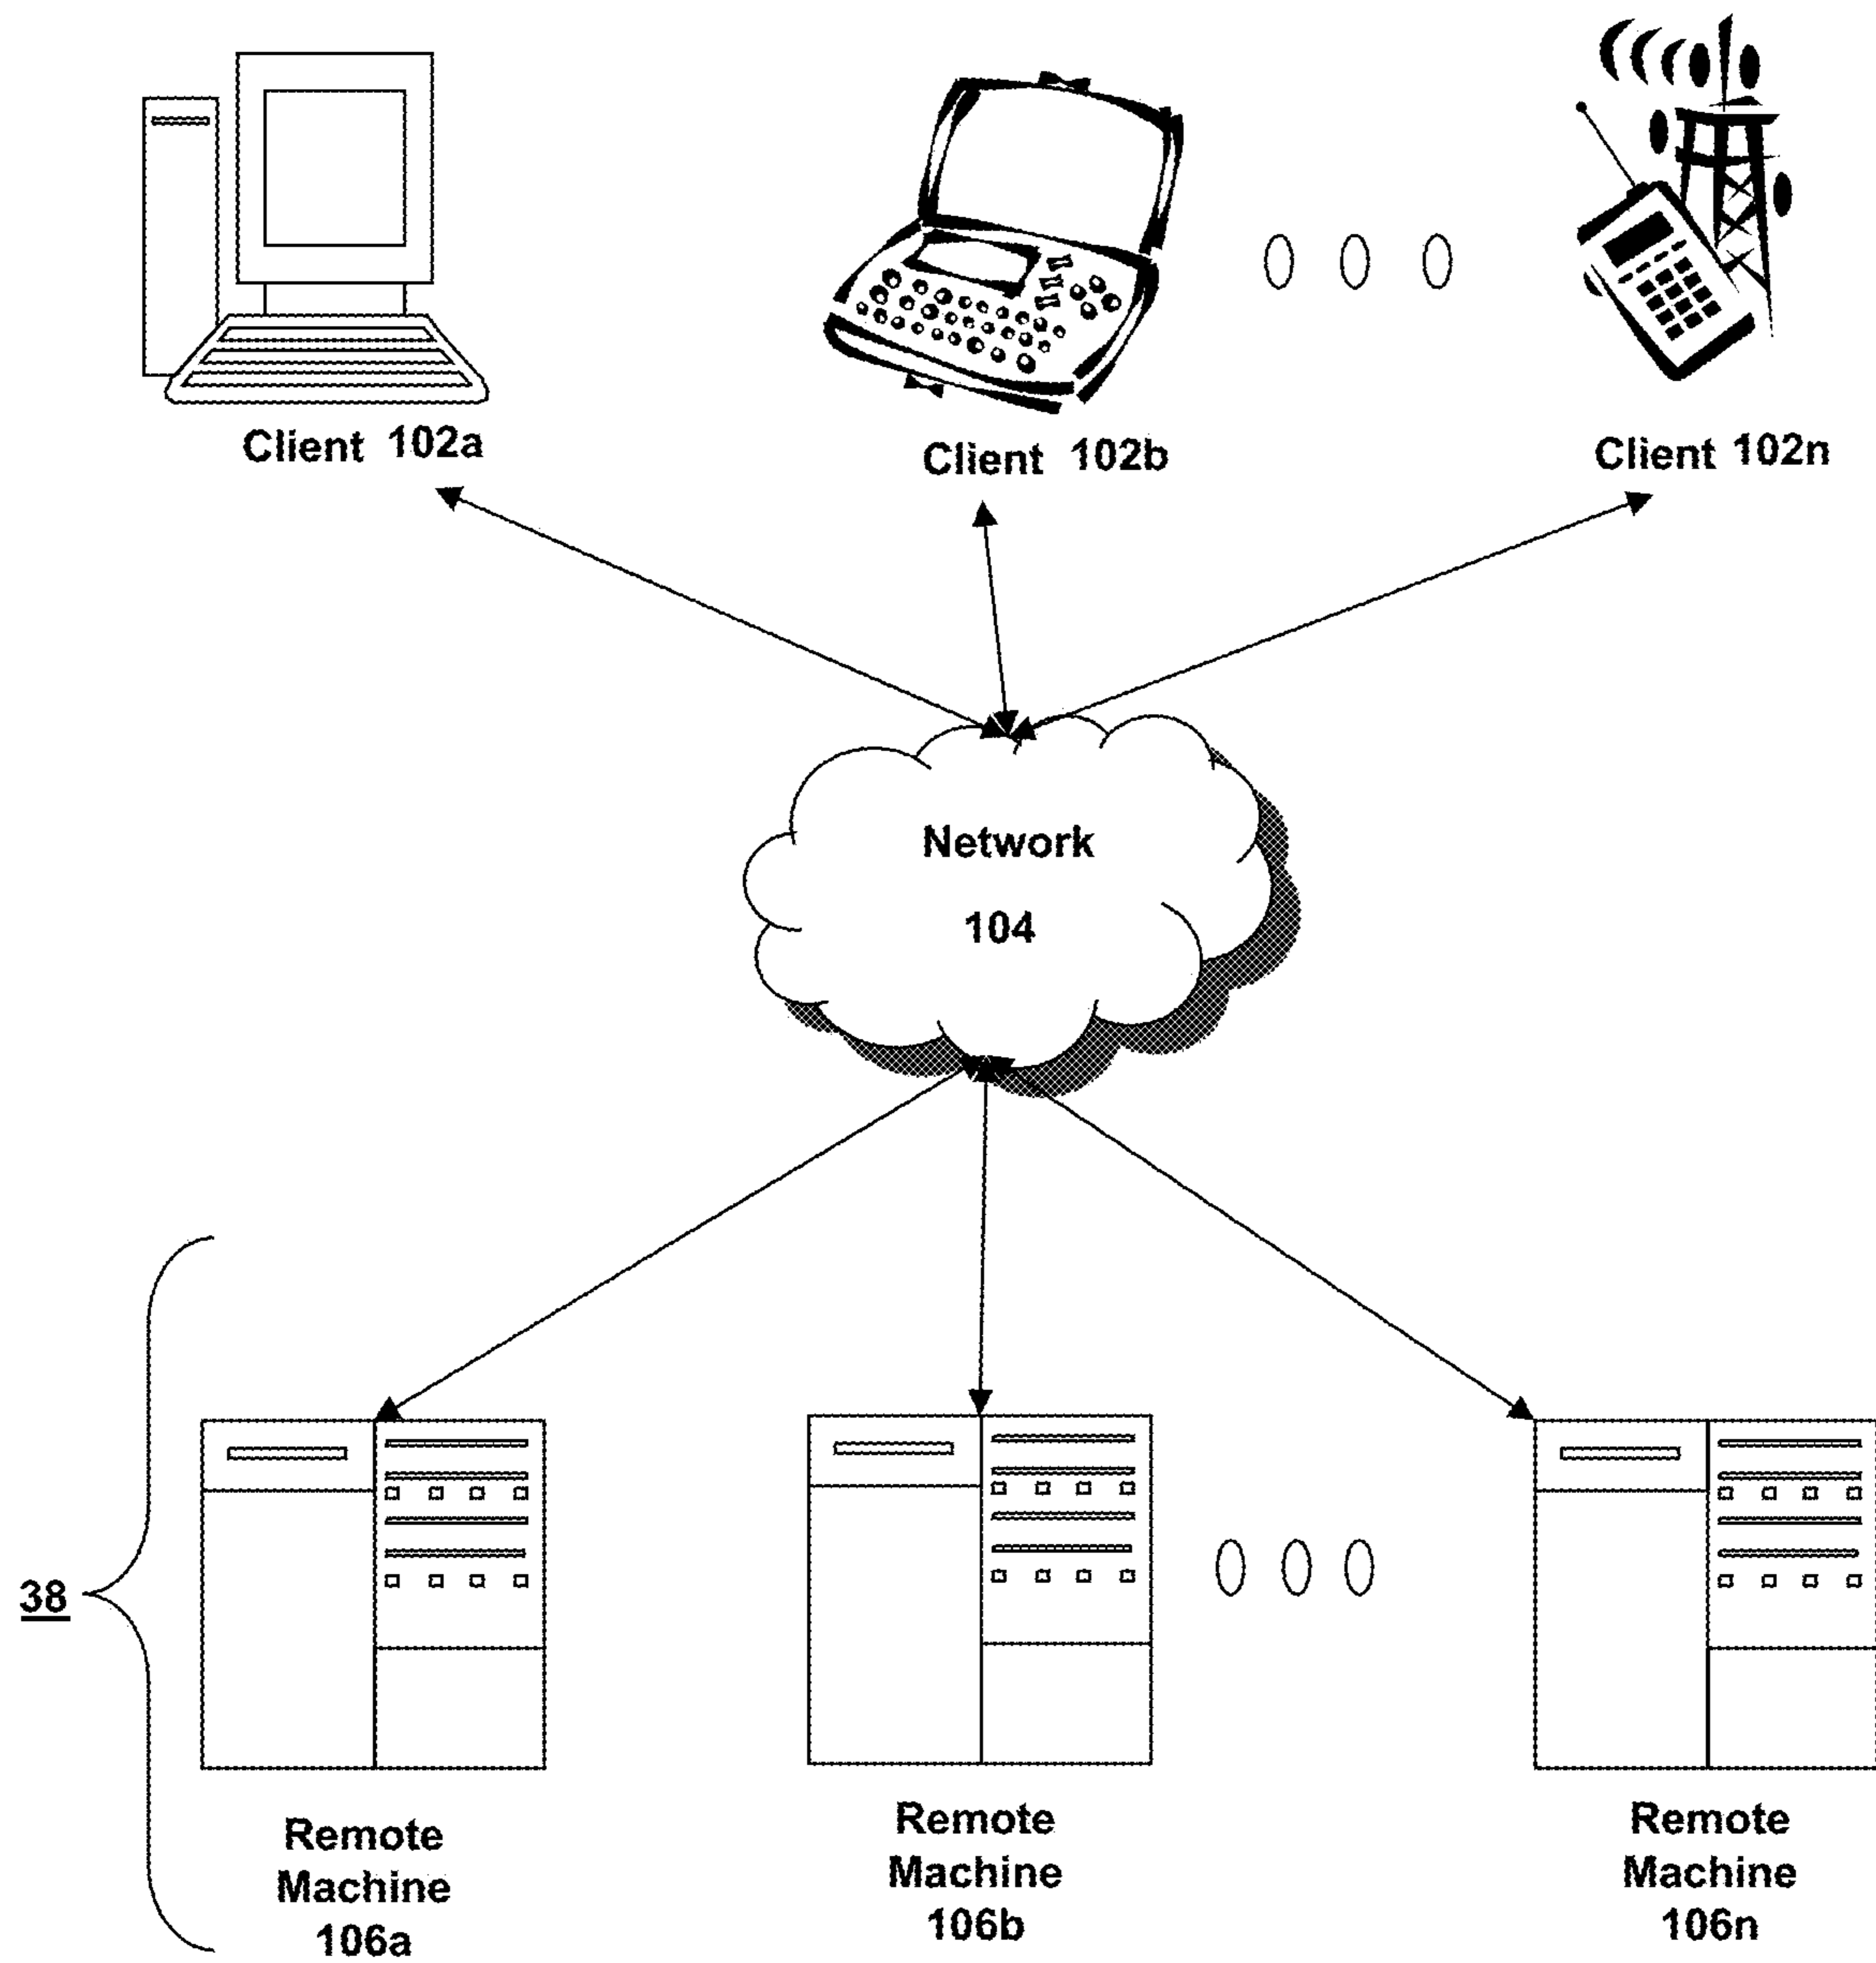 Client 102a
Client 102b
Client 102n
Network
104
38
Remote
Machine
106a
Remote
Machine
106b
Remote
Machine
106n